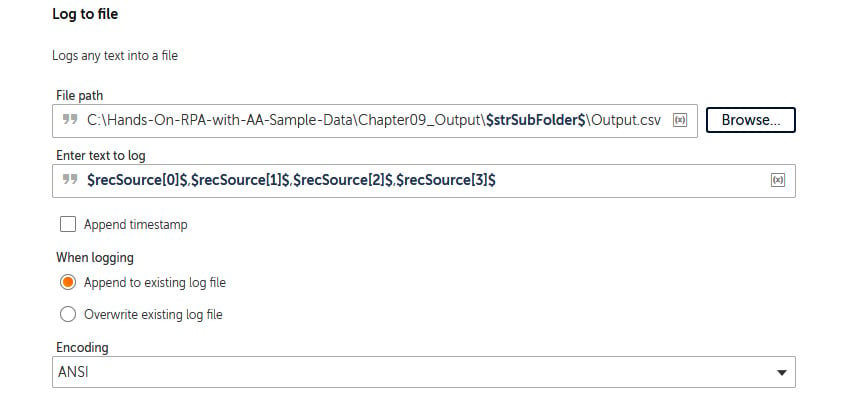 Log to file
Logs any text into a file
File path
C:\Hands-On-RPA-with-AA-Sample-Data\Chapter09_Output\$strSubFolder$\Output.csv
Browse...
Enter text to log
$recSource[0]$,$recSource[1]$,$recSource[2]$,$recSource[3]$
Append timestamp
When logging
Append to existing log file
Overwrite existing log file
Encoding
ANSI